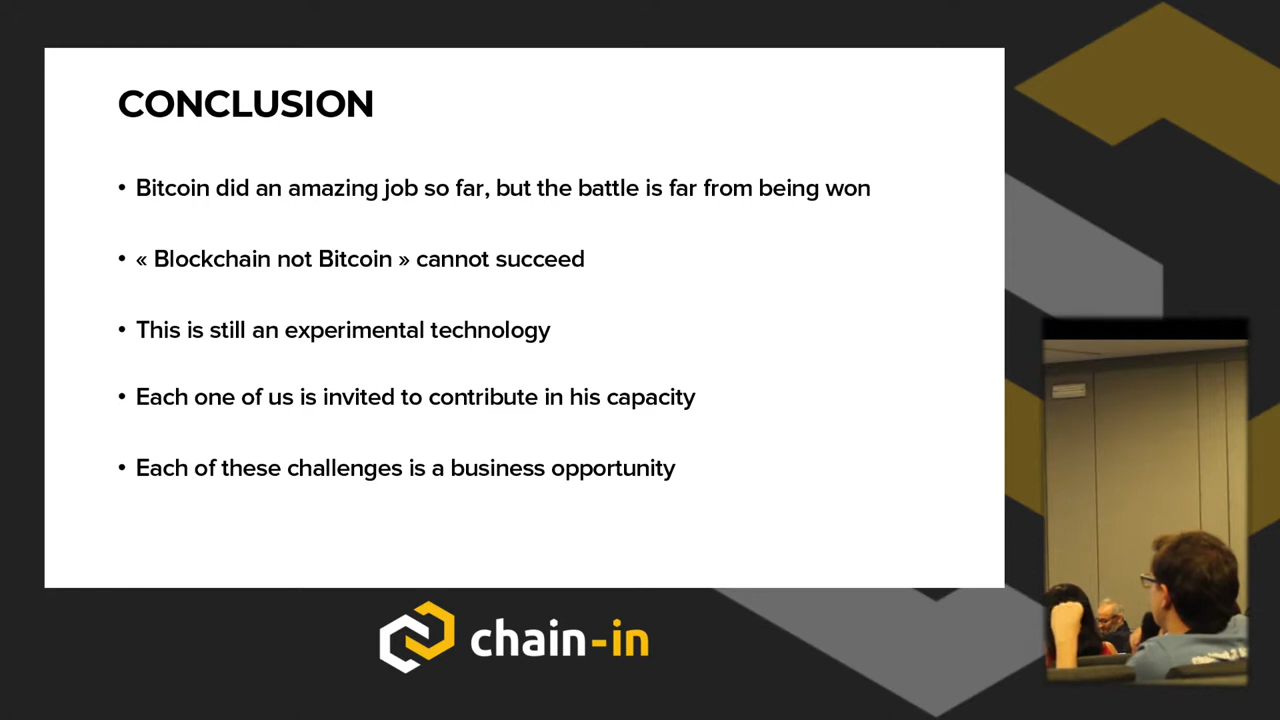 CONCLUSION
• Bitcoin did an amazing job so far, but the battle is far from being won
• « Blockchain not Bitcoin » cannot succeed
• This is still an experimental technology
• Each one of us is invited to contribute in his capacity
• Each of these challenges is a business opportunity
chain-in